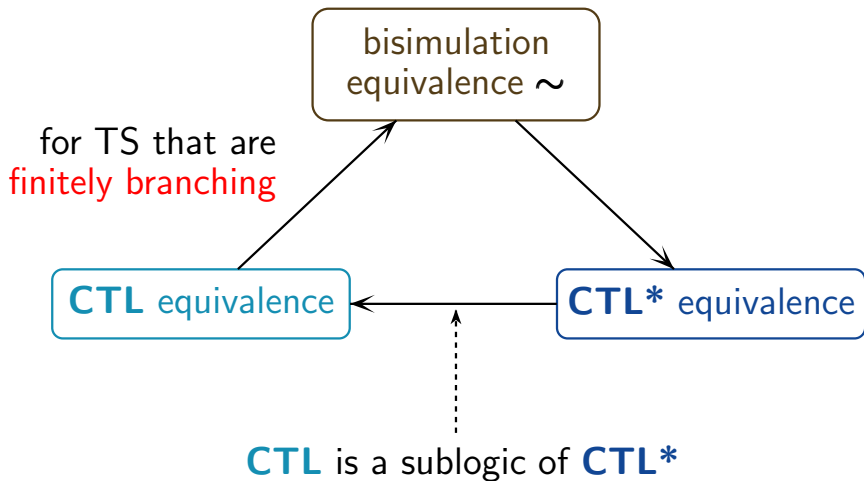 bisimulation
equivalence ∼
for TS that are
finitely branching
CTL equivalence
CTL* equivalence
CTL is a sublogic of CTL*